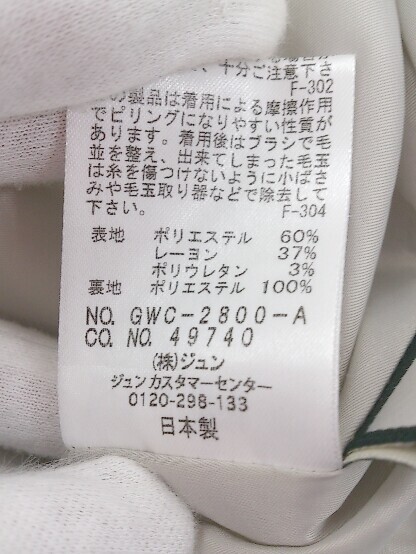 、十分ご注意下さ
F-302
の製品は着用による摩擦作用
でピリングになりやすい性質が
あります。着用後はブラシで毛
並を整え、出来てしまった毛玉
は糸を傷つけないように小ばさ
みや毛玉取り器などで除去して
下さい。 F-304
表地 ポリエステル 60%
レーヨン 37%
ポリウレタン 3%
裏地 ポリエステル 100%
NO. GWC-2800-A
CO. NO. 49740
(株)ジュン
ジュンカスタマーセンター
0120-298-133
日本製